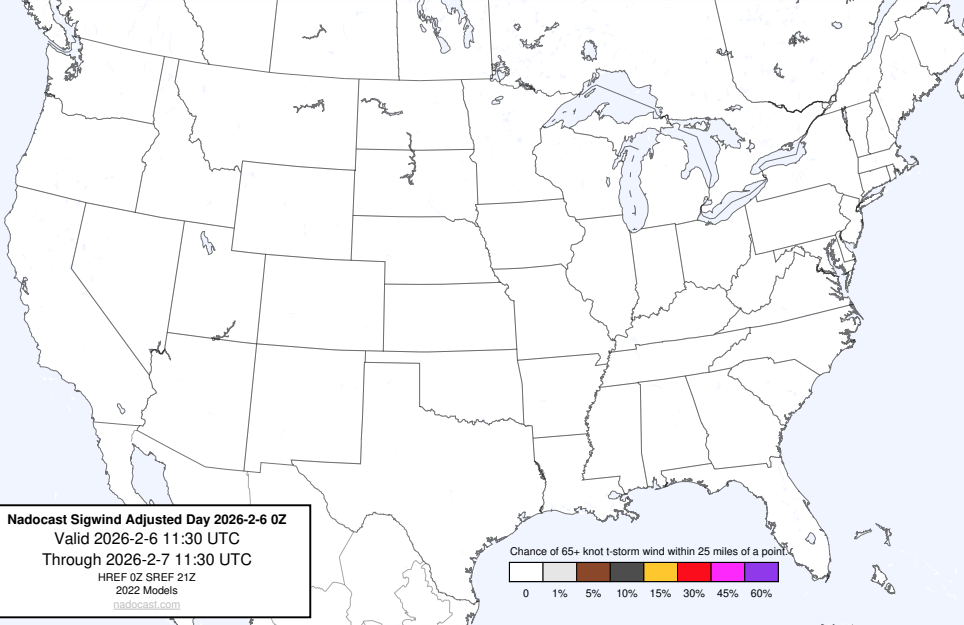 Nadocast Sigwind Adjusted Day 2026-2-6 0Z
Valid 2026-2-6 11:30 UTC
Through 2026-2-7 11:30 UTC
HREF 0Z SREF 21Z
2022 Models
nadocast.com
Chance of 65+ knot t-storm wind within 25 miles of a point.
0 1% 5% 10% 15% 30% 45% 60%